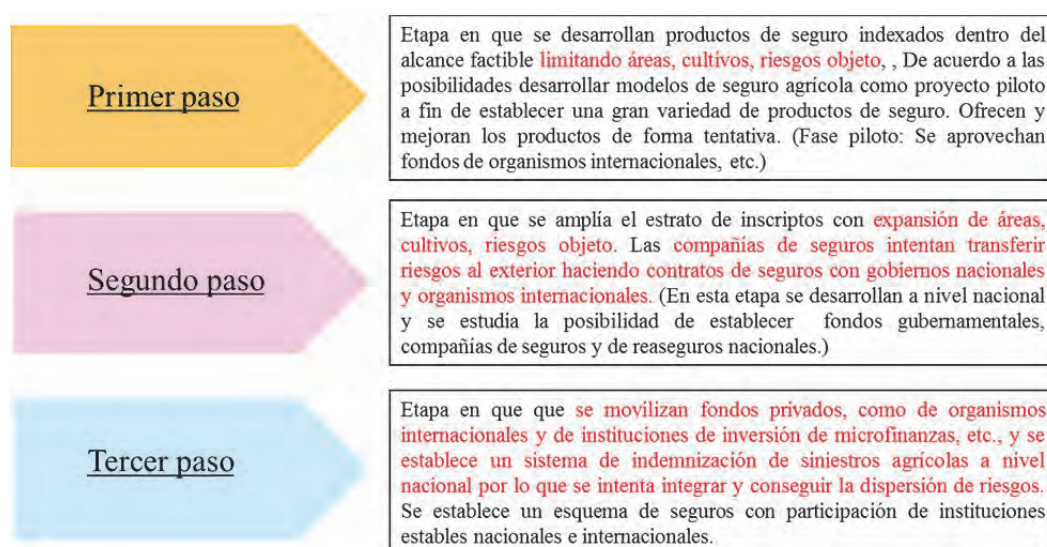 Primer paso
Etapa en que se desarrollan productos de seguro indexados dentro del
alcance factible limitando áreas, cultivos, riesgos objeto, , De acuerdo a las
posibilidades desarrollar modelos de seguro agrícola como proyecto piloto
a fin de establecer una gran variedad de productos de seguro. Ofrecen y
mejoran los productos de forma tentativa. (Fase piloto: Se aprovechan
fondos de organismos internacionales, etc.)
Segundo paso
Etapa en que se amplía el estrato de inscriptos con expansión de áreas,
cultivos, riesgos objeto. Las compañías de seguros intentan transferir
riesgos al exterior haciendo contratos de seguros con gobiernos nacionales
y organismos internacionales. (En esta etapa se desarrollan a nivel nacional
y se estudia la posibilidad de establecer fondos gubernamentales,
compañías de seguros y de reaseguros nacionales.)
Tercer paso
Etapa en que que se movilizan fondos privados, como de organismos
internacionales y de instituciones de inversión de microfinanzas, etc., y se
establece un sistema de indemnización de siniestros agrícolas a nivel
nacional por lo que se intenta integrar y conseguir la dispersión de riesgos.
Se establece un esquema de seguros con participación de instituciones
estables nacionales e internacionales.